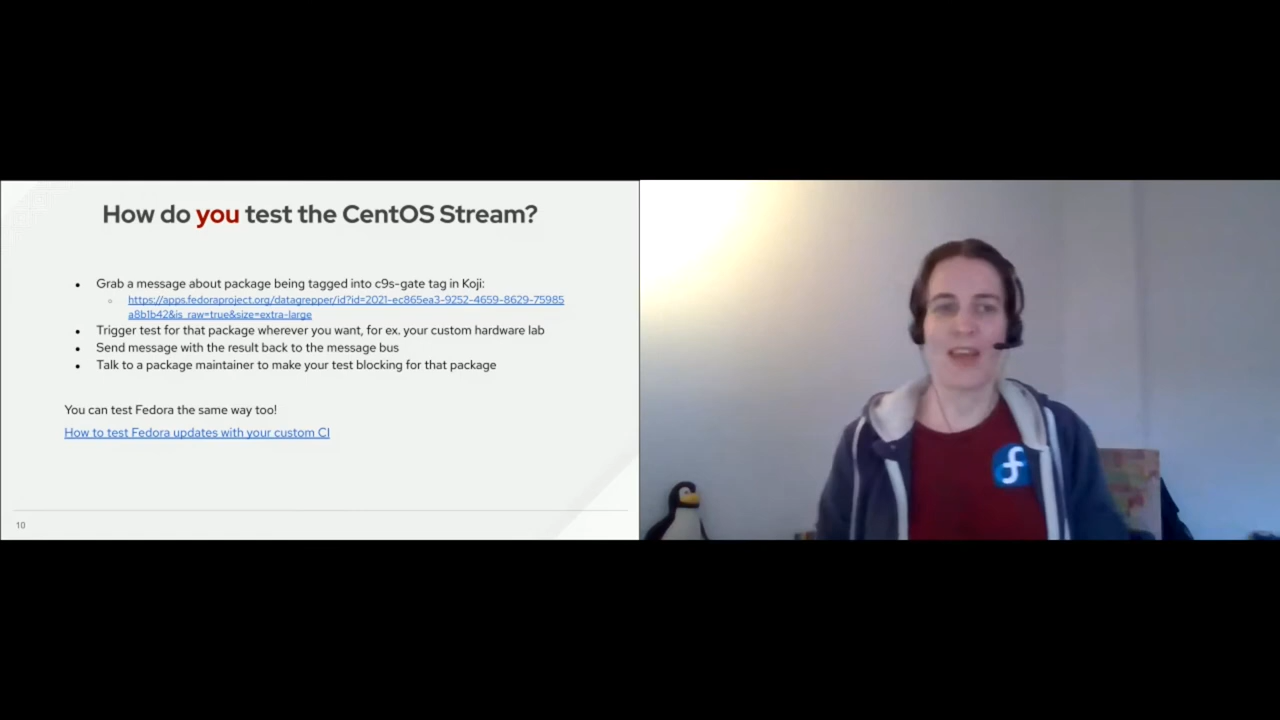 How do you test the CentOS Stream?
Grab a message about package being tagged into c9s-gate tag in Koji:
https://apps.fedoraproject.org/datagrepper/id?id=2021-ec865ea3-9252-4659-8629-75985
a8b1b42&is_raw=true&size=extra-large
Trigger test for that package wherever you want, for ex. your custom hardware lab
Send message with the result back to the message bus
Talk to a package maintainer to make your test blocking for that package
You can test Fedora the same way too!
How to test Fedora updates with your custom CI
10